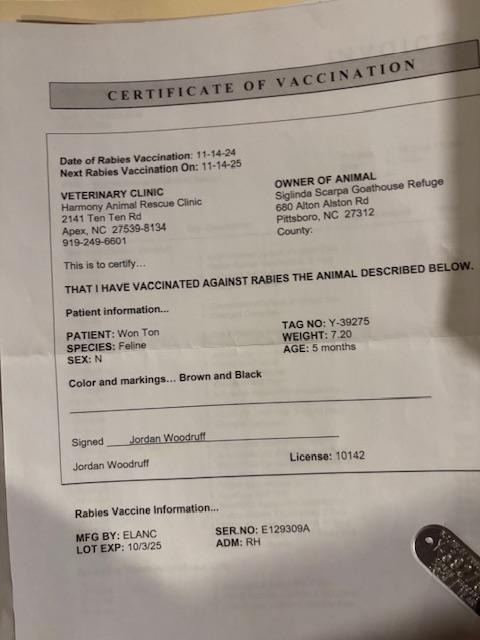 CERTIFICATE OF VACCINATION
Date of Rabies Vaccination: 11-14-24
Next Rabies Vaccination On: 11-14-25
VETERINARY CLINIC
Harmony Animal Rescue Clinic
2141 Ten Ten Rd
Apex, NC 27539-8134
919-249-6601
OWNER OF ANIMAL
Siglinda Scarpa Goathouse Refuge
680 Alton Alston Rd
Pittsboro, NC 27312
County:
This is to certify...
THAT I HAVE VACCINATED AGAINST RABIES THE ANIMAL DESCRIBED BELOW.
Patient information...
PATIENT: Won Ton
SPECIES: Feline
SEX: N
TAG NO: Y-39275
WEIGHT: 7.20
AGE: 5 months
Color and markings... Brown and Black
Signed Jordan Woodruff
Jordan Woodruff
License: 10142
Rabies Vaccine Information...
MFG BY: ELANC
LOT EXP: 10/3/25
SER.NO: E129309A
ADM: RH